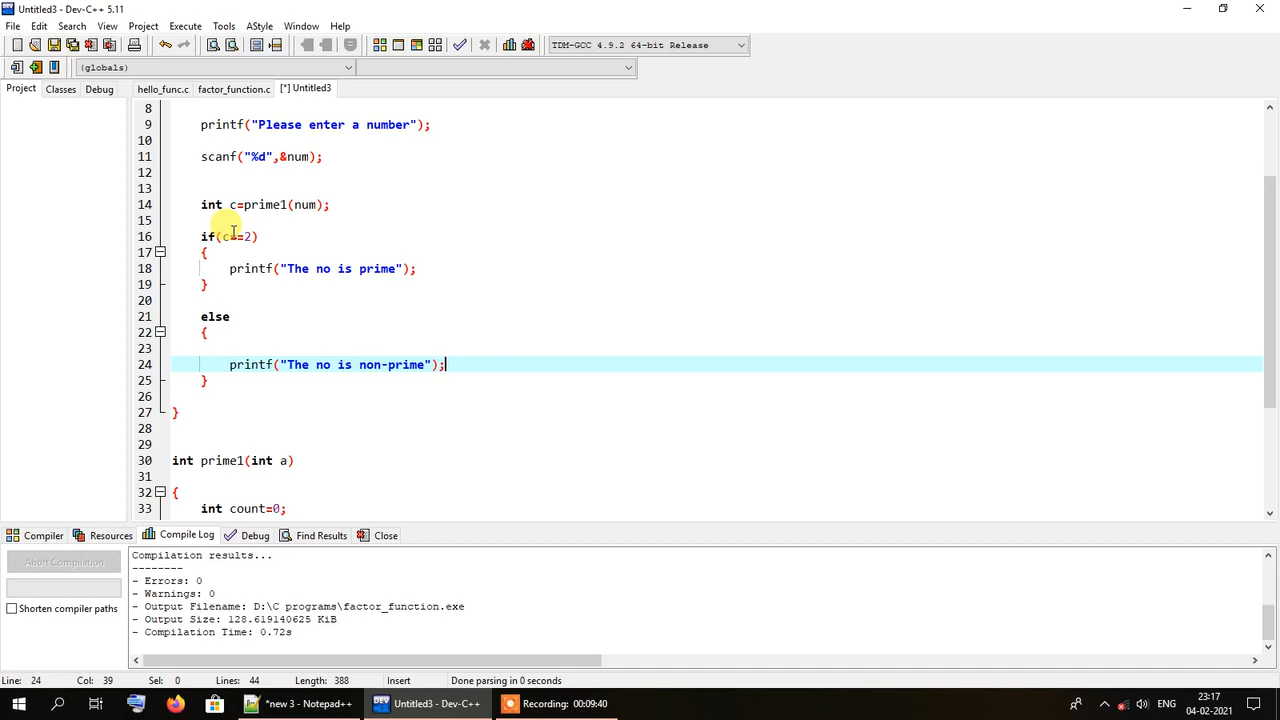 Untitled3 - Dev-C++ 5.11
File Edit Search View Project Execute Tools AStyle Window Help
TDM-GCC 4.9.2 64-bit Release
(globals)
Project Classes Debug hello_func.c factor_function.c [*] Untitled3
8
9 printf("Please enter a number");
10
11 scanf("%d",&num);
12
13
14 int c=prime1(num);
15
16 if(c==2)
17 {
18 printf("The no is prime");
19 }
20
21 else
22 {
23
24 printf("The no is non-prime");
25 }
26
27 }
28
29
30 int prime1(int a)
31
32 {
33 int count=0;
Compiler Resources Compile Log Debug Find Results Close
Abort Compilation
Shorten compiler paths
Compilation results...
--------
- Errors: 0
- Warnings: 0
- Output Filename: D:\C programs\factor_function.exe
- Output Size: 128.619140625 KiB
- Compilation Time: 0.72s
Line: 24 Col: 39 Sel: 0 Lines: 44 Length: 388 Insert Done parsing in 0 seconds
*new 3 - Notepad++ Untitled3 - Dev-C++ Recording: 00:09:40 ENG 23:17
04-02-2021